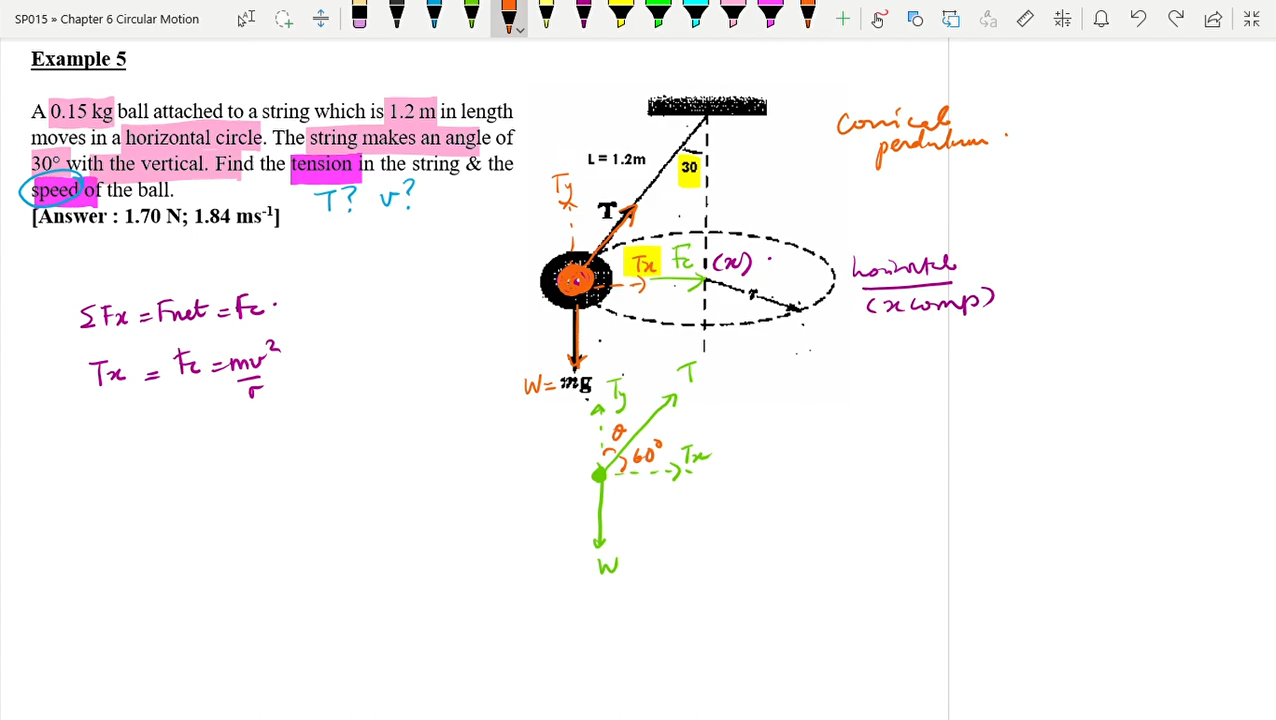 SP015 » Chapter 6 Circular Motion
Example 5
A 0.15 kg ball attached to a string which is 1.2 m in length
moves in a horizontal circle. The string makes an angle of
30° with the vertical. Find the tension in the string & the
speed of the ball.
T? v?
[Answer : 1.70 N; 1.84 ms⁻¹]
ΣFx = Fnet = Fc
Tx = Fc = mv²/r
conical
pendulum
L = 1.2m
30
Ty
T
Tx Fc (x)
r
horizontal
(x comp)
W = mg
Ty T
θ
60° Tx
W